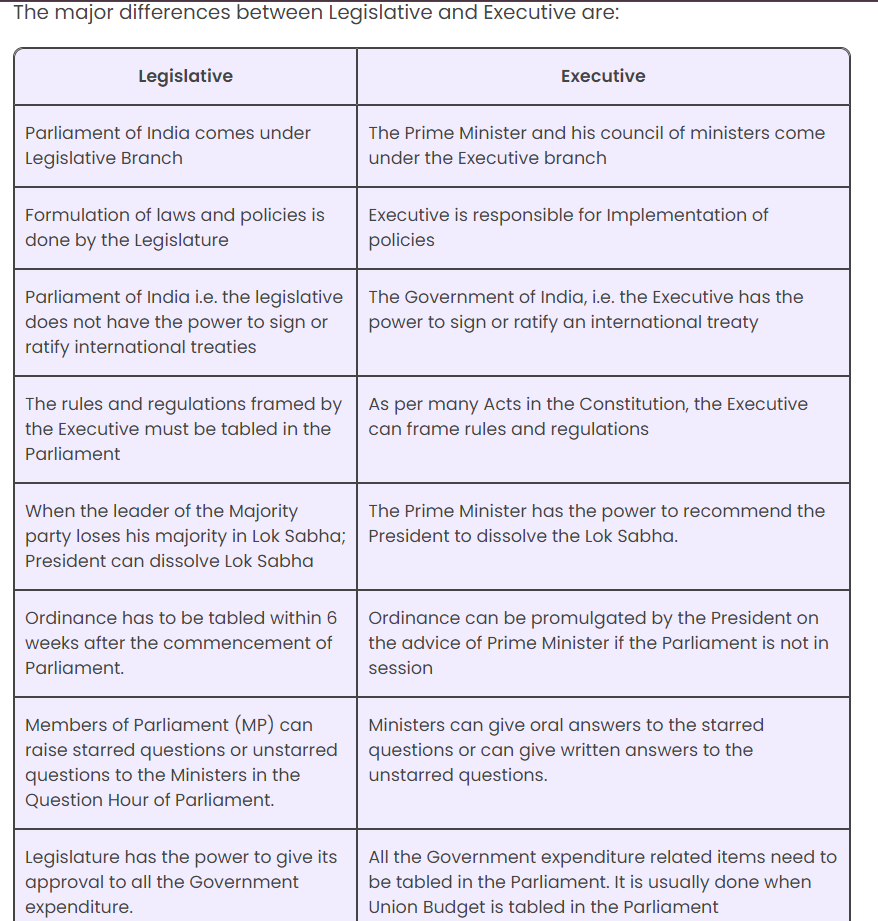 The major differences between Legislative and Executive are:
Legislative
Executive
Parliament of India comes under
Legislative Branch
The Prime Minister and his council of ministers come
under the Executive branch
Formulation of laws and policies is
done by the Legislature
Executive is responsible for Implementation of
policies
Parliament of India i.e. the legislative
does not have the power to sign or
ratify international treaties
The Government of India, i.e. the Executive has the
power to sign or ratify an international treaty
The rules and regulations framed by
the Executive must be tabled in the
Parliament
As per many Acts in the Constitution, the Executive
can frame rules and regulations
When the leader of the Majority
party loses his majority in Lok Sabha;
President can dissolve Lok Sabha
The Prime Minister has the power to recommend the
President to dissolve the Lok Sabha.
Ordinance has to be tabled within 6
weeks after the commencement of
Parliament.
Ordinance can be promulgated by the President on
the advice of Prime Minister if the Parliament is not in
session
Members of Parliament (MP) can
raise starred questions or unstarred
questions to the Ministers in the
Question Hour of Parliament.
Ministers can give oral answers to the starred
questions or can give written answers to the
unstarred questions.
Legislature has the power to give its
approval to all the Government
expenditure.
All the Government expenditure related items need to
be tabled in the Parliament. It is usually done when
Union Budget is tabled in the Parliament